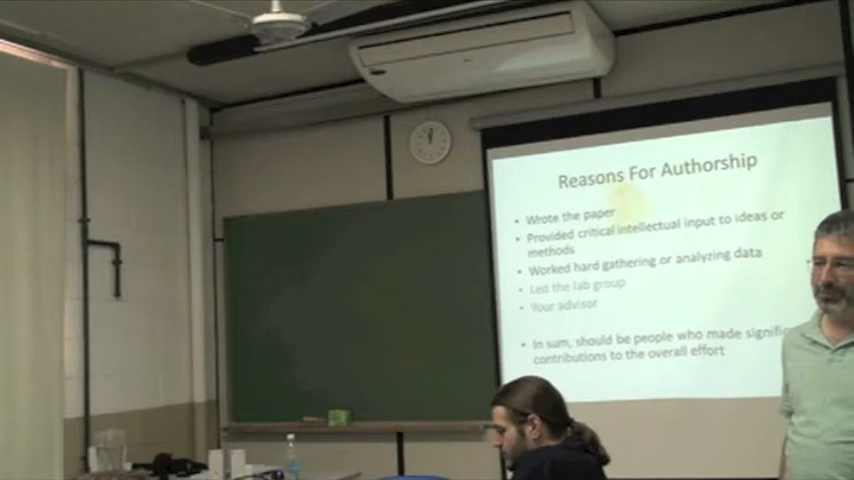 Reasons For Authorship
• Wrote the paper
• Provided critical intellectual input to ideas or
methods
• Worked hard gathering or analyzing data
• Led the lab group
• Your advisor
• In sum, should be people who made
contributions to the overall effort